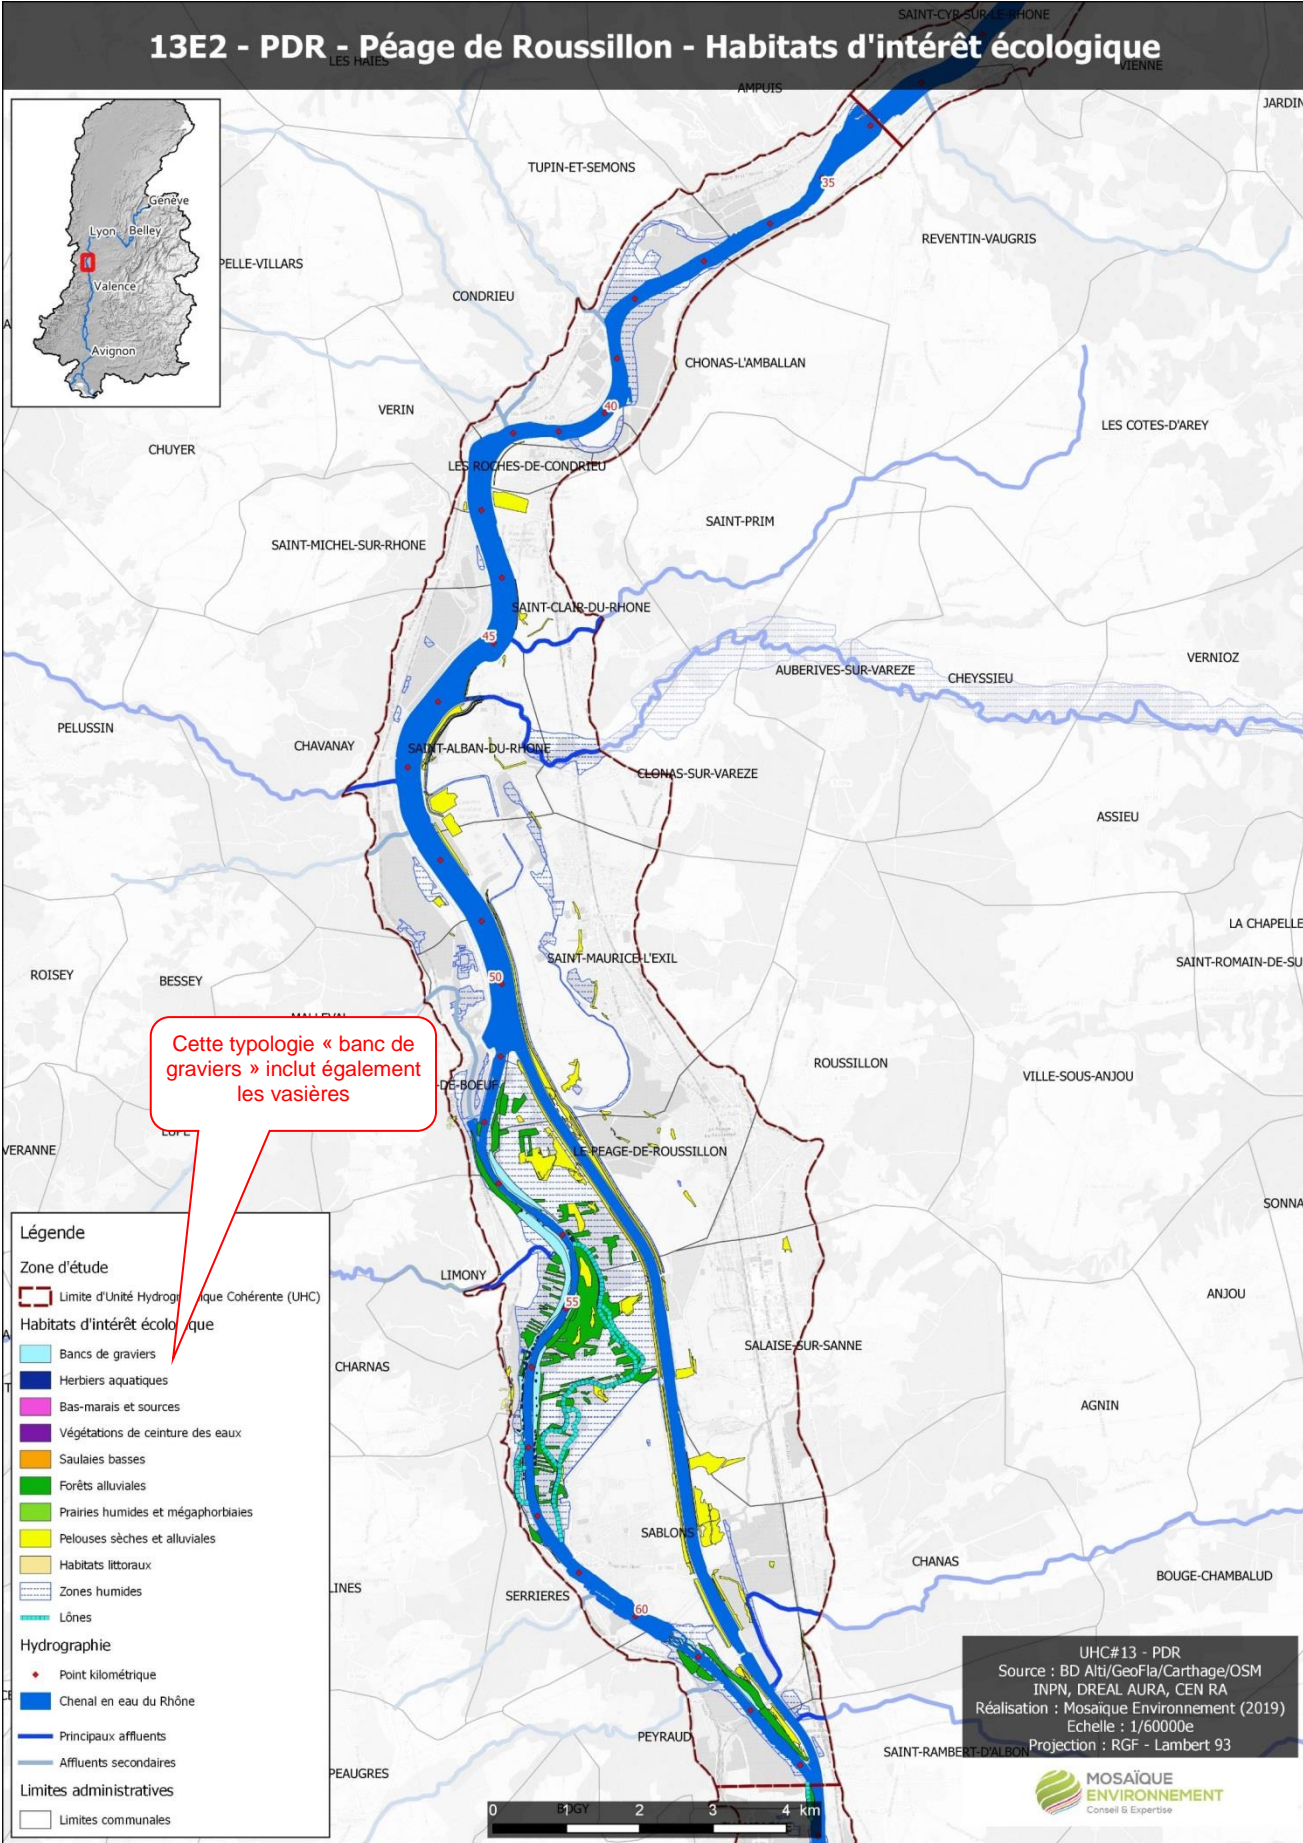 13E2 - PDR - Péage de Roussillon - Habitats d'intérêt écologique
SAINT-CYR-SUR-LE-RHONE
LES HAIES
VIENNE
AMPUIS
JARDIN
Genève
Lyon
Belley
Valence
Avignon
TUPIN-ET-SEMONS
35
REVENTIN-VAUGRIS
PELLE-VILLARS
CONDRIEU
CHONAS-L'AMBALLAN
VERIN
40
LES COTES-D'AREY
CHUYER
LES ROCHES-DE-CONDRIEU
SAINT-PRIM
SAINT-MICHEL-SUR-RHONE
SAINT-CLAIR-DU-RHONE
45
AUBERIVES-SUR-VAREZE
CHEYSSIEU
VERNIOZ
PELUSSIN
CHAVANAY
SAINT-ALBAN-DU-RHONE
CLONAS-SUR-VAREZE
ASSIEU
LA CHAPELLE
SAINT-MAURICE-L'EXIL
SAINT-ROMAIN-DE-SU
ROISEY
BESSEY
50
Cette typologie « banc de
graviers » inclut également
les vasières
-DE-BOEUF
ROUSSILLON
VILLE-SOUS-ANJOU
VERANNE
LE-PEAGE-DE-ROUSSILLON
SONNA
LIMONY
55
ANJOU
CHARNAS
SALAISE-SUR-SANNE
AGNIN
SABLONS
CHANAS
BOUGE-CHAMBALUD
LINES
SERRIERES
60
PEYRAUD
SAINT-RAMBERT-D'ALBON
PEAUGRES
BOGY
Légende
Zone d'étude
Limite d'Unité Hydrogr ique Cohérente (UHC)
Habitats d'intérêt écolo que
Bancs de graviers
Herbiers aquatiques
Bas-marais et sources
Végétations de ceinture des eaux
Saulaies basses
Forêts alluviales
Prairies humides et mégaphorbiaies
Pelouses sèches et alluviales
Habitats littoraux
Zones humides
Lônes
Hydrographie
Point kilométrique
Chenal en eau du Rhône
Principaux affluents
Affluents secondaires
Limites administratives
Limites communales
0 1 2 3 4 km
UHC#13 - PDR
Source : BD Alti/GeoFla/Carthage/OSM
INPN, DREAL AURA, CEN RA
Réalisation : Mosaïque Environnement (2019)
Echelle : 1/60000e
Projection : RGF - Lambert 93
MOSAÏQUE
ENVIRONNEMENT
Conseil & Expertise